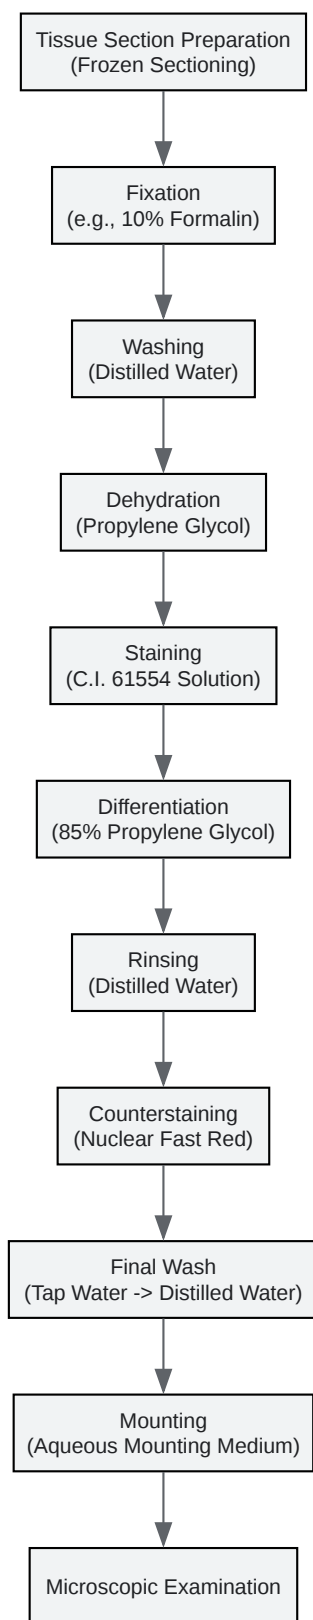 Tissue Section Preparation
(Frozen Sectioning)
Fixation
(e.g., 10% Formalin)
Washing
(Distilled Water)
Dehydration
(Propylene Glycol)
Staining
(C.I. 61554 Solution)
Differentiation
(85% Propylene Glycol)
Rinsing
(Distilled Water)
Counterstaining
(Nuclear Fast Red)
Final Wash
(Tap Water -> Distilled Water)
Mounting
(Aqueous Mounting Medium)
Microscopic Examination